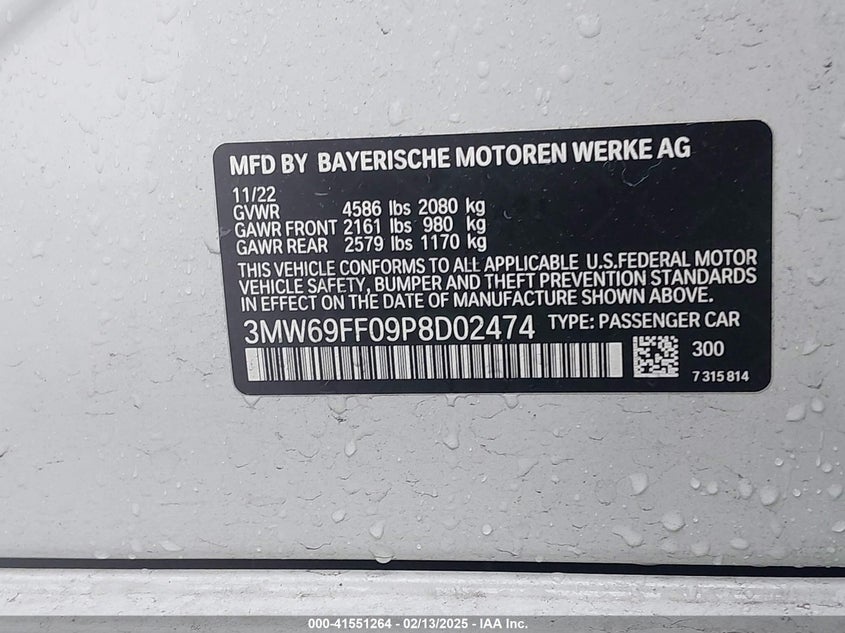 MFD BY BAYERISCHE MOTOREN WERKE AG
11/22
GVWR 4586 lbs 2080 kg
GAWR FRONT 2161 lbs 980 kg
GAWR REAR 2579 lbs 1170 kg
THIS VEHICLE CONFORMS TO ALL APPLICABLE U.S.FEDERAL MOTOR
VEHICLE SAFETY, BUMPER AND THEFT PREVENTION STANDARDS
IN EFFECT ON THE DATE OF MANUFACTURE SHOWN ABOVE.
3MW69FF09P8D02474 TYPE: PASSENGER CAR
300
7 315 814
000-41551264 - 02/13/2025 - IAA Inc.